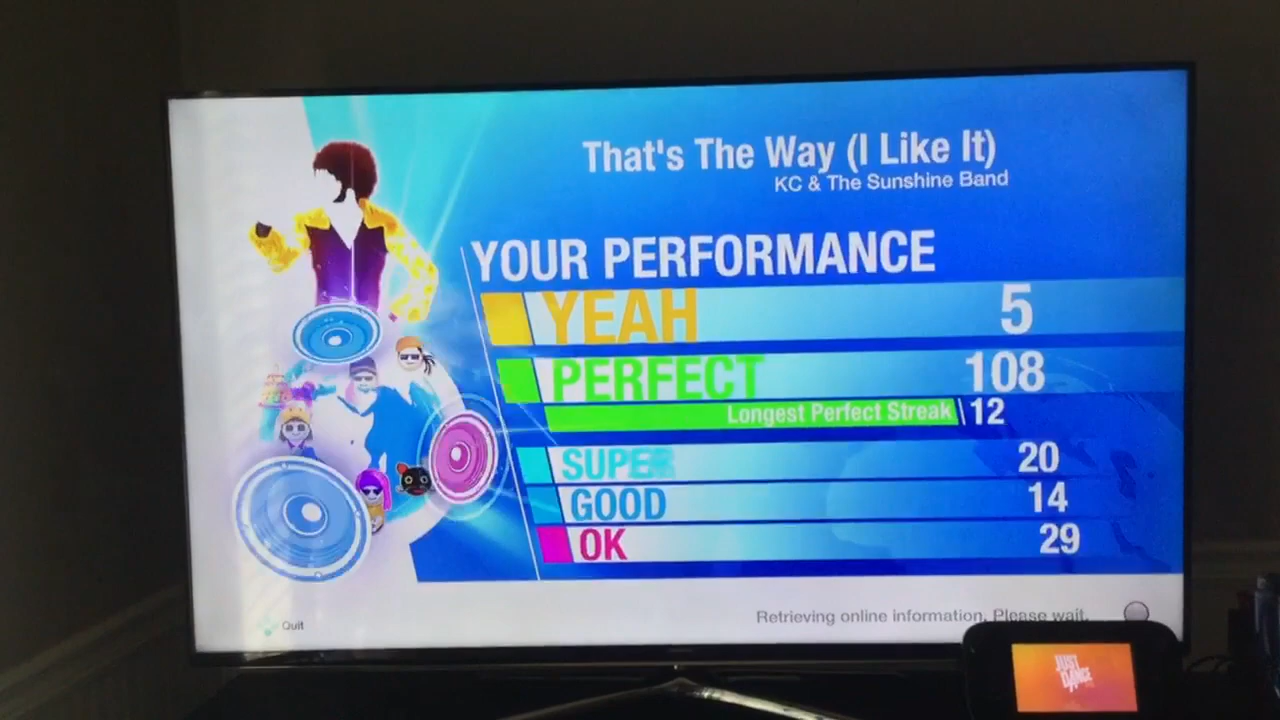 That's The Way (I Like It)
KC & The Sunshine Band
YOUR PERFORMANCE
YEAH 5
PERFECT 108
Longest Perfect Streak 12
SUPER 20
GOOD 14
OK 29
Quit
Retrieving online information. Please wait.
JUST
DANCE